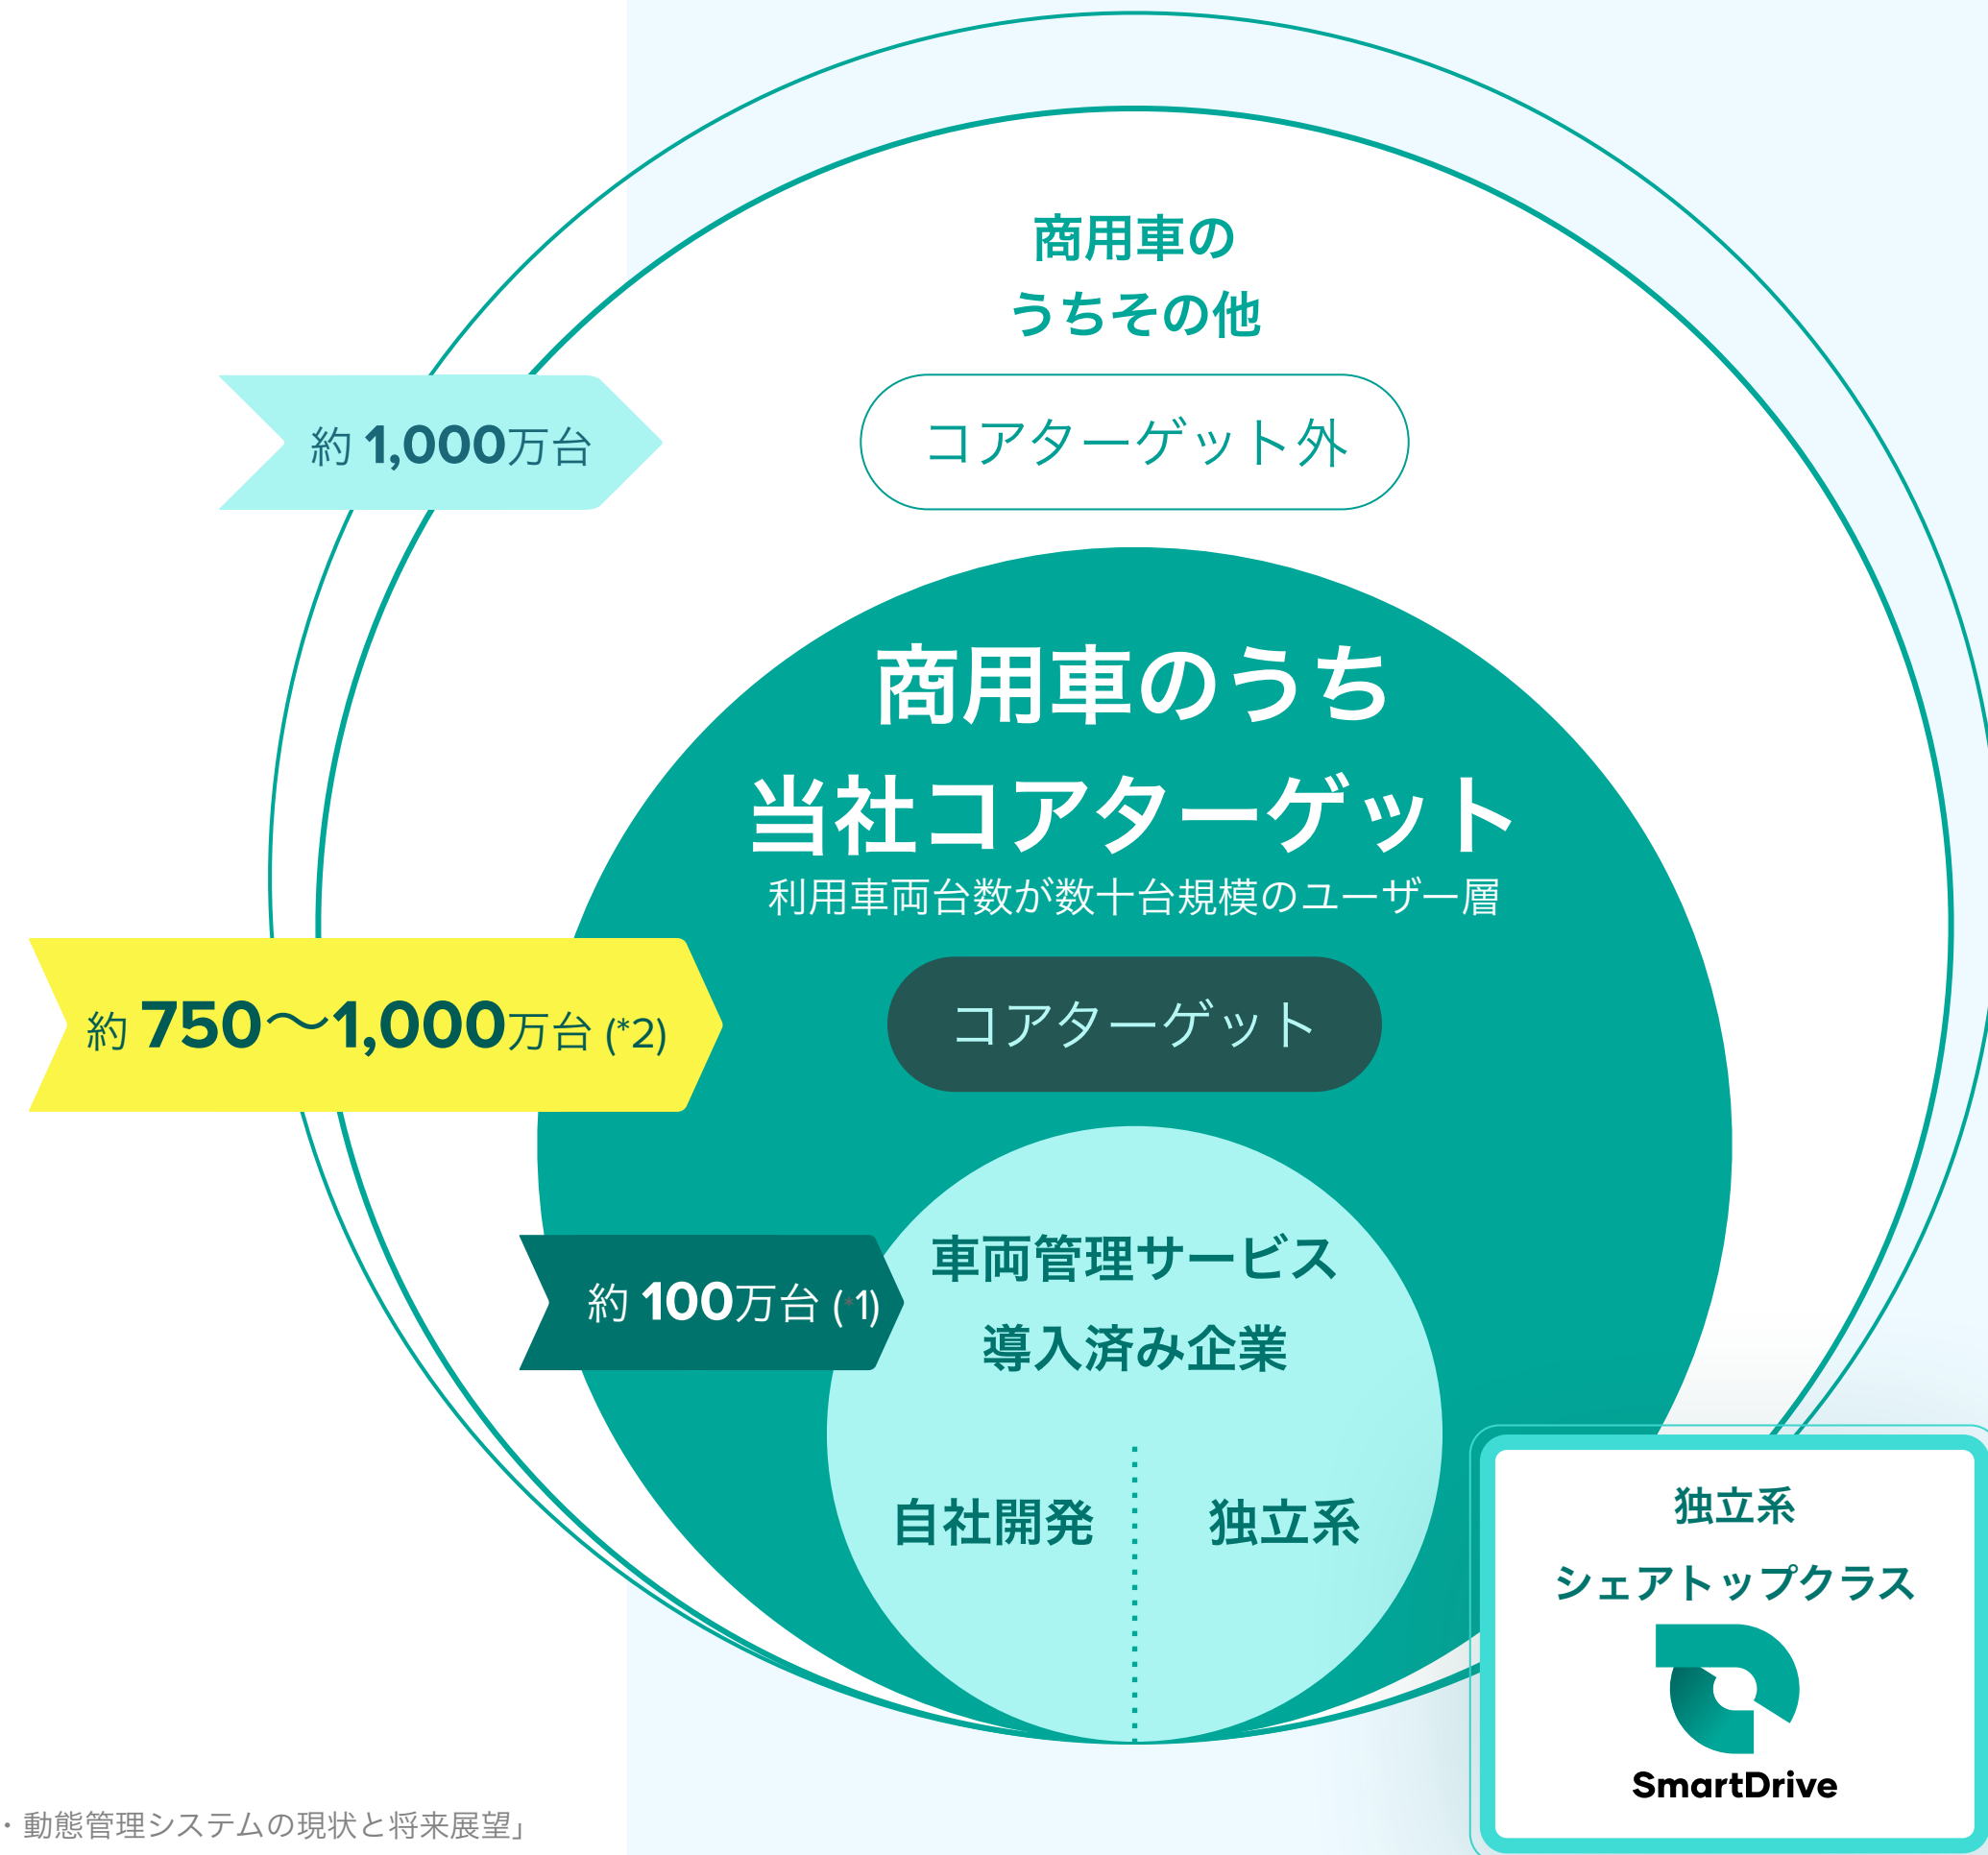 商用車の
うちその他
約 1,000万台
コアターゲット外
商用車のうち
当社コアターゲット
利用車両台数が数十台規模のユーザー層
約 750〜1,000万台 (*2)
コアターゲット
車両管理サービス
約 100万台 (*1)
導入済み企業
自社開発
独立系
独立系
シェアトップクラス
SmartDrive
・動態管理システムの現状と将来展望」